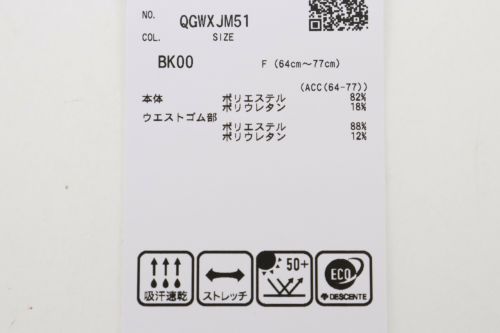 NO. QGWXJM51
COL. SIZE
BK00 F (64cm〜77cm)
(ACC(64-77))
本体 ポリエステル 82%
ポリウレタン 18%
ウエストゴム部
ポリエステル 88%
ポリウレタン 12%
吸汗速乾
ストレッチ
50+
ECO
DESCENTE